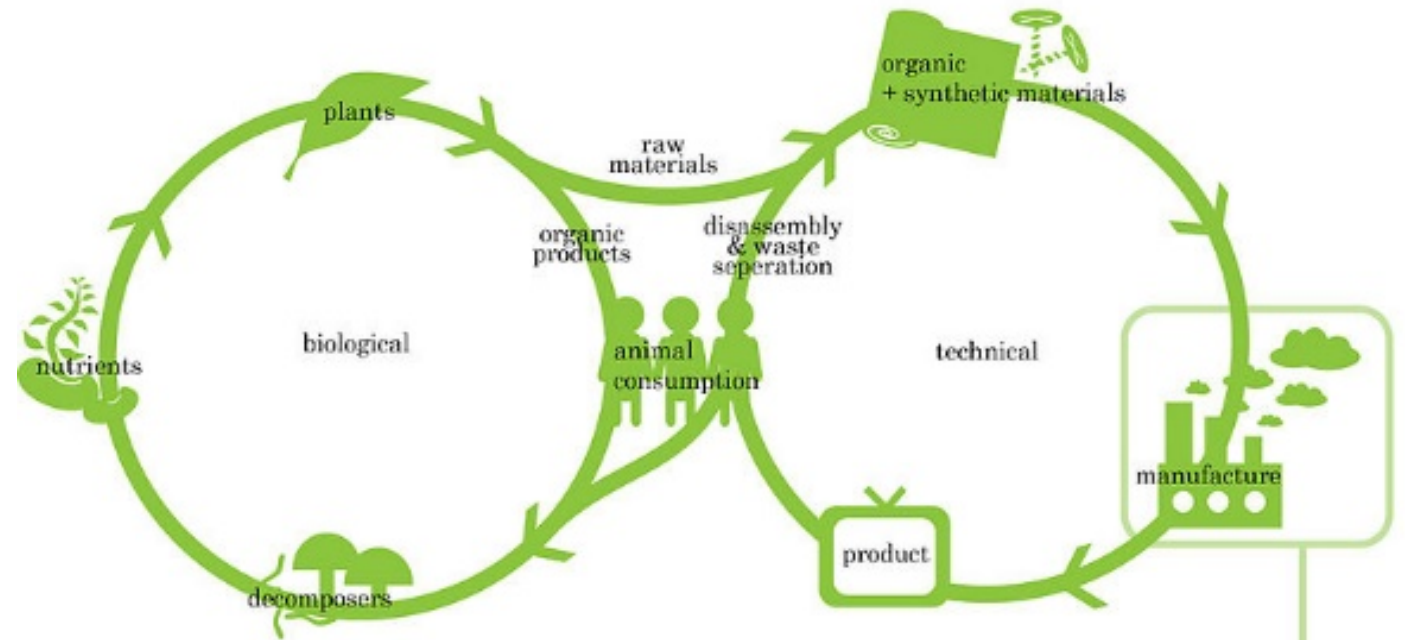 organic
+ synthetic materials
plants
raw
materials
organic
products
disassembly
& waste
seperation
biological
animal
consumption
technical
nutrients
manufacture
product
decomposers